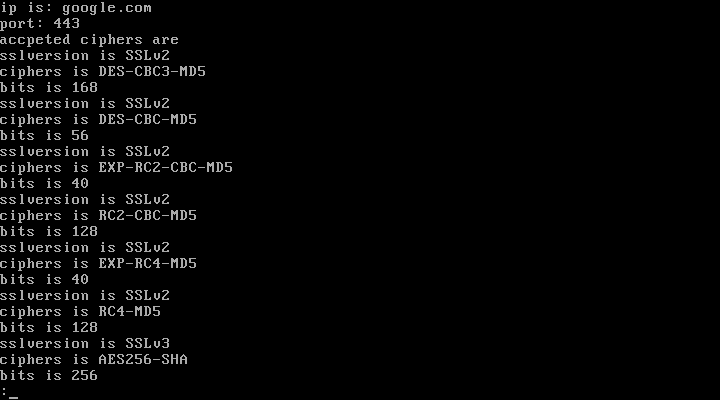 ip is: google.com
port: 443
accpeted ciphers are
sslversion is SSLv2
ciphers is DES-CBC3-MD5
bits is 168
sslversion is SSLv2
ciphers is DES-CBC-MD5
bits is 56
sslversion is SSLv2
ciphers is EXP-RC2-CBC-MD5
bits is 40
sslversion is SSLv2
ciphers is RC2-CBC-MD5
bits is 128
sslversion is SSLv2
ciphers is EXP-RC4-MD5
bits is 40
sslversion is SSLv2
ciphers is RC4-MD5
bits is 128
sslversion is SSLv3
ciphers is AES256-SHA
bits is 256
:_